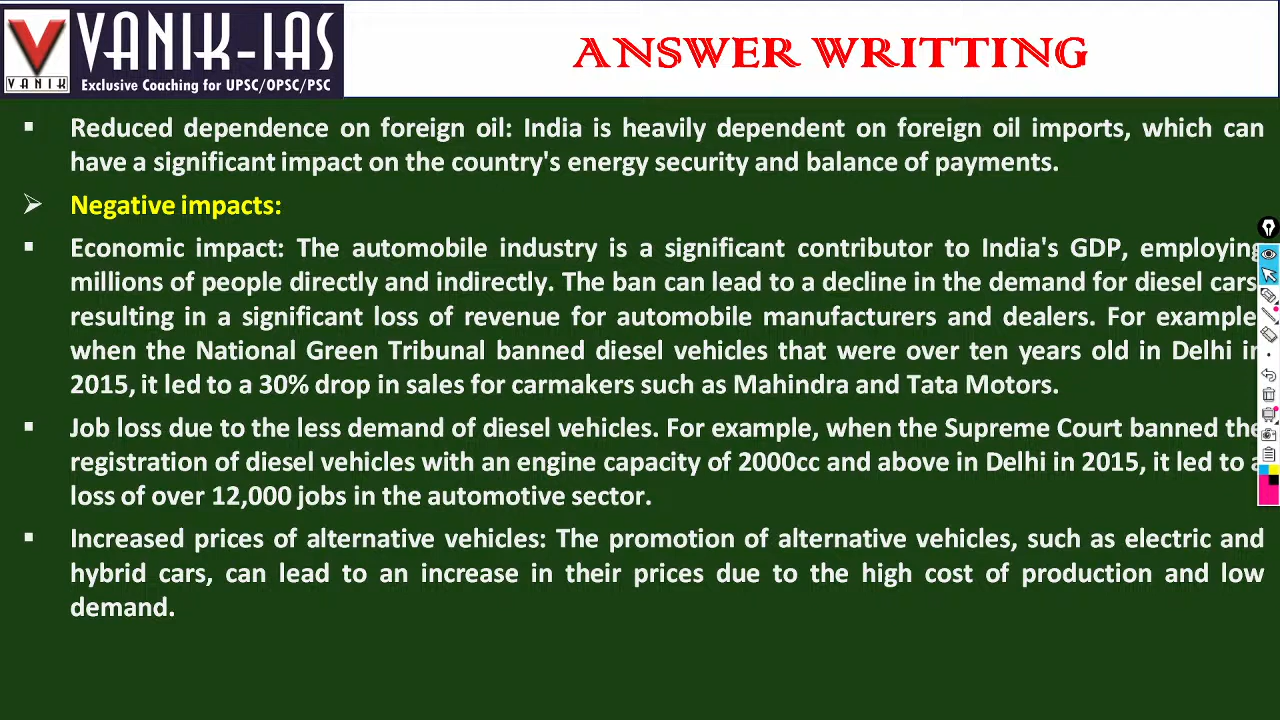 VANIK-IAS
VANIK
Exclusive Coaching for UPSC/OPSC/PSC
ANSWER WRITTING
▪ Reduced dependence on foreign oil: India is heavily dependent on foreign oil imports, which can
have a significant impact on the country's energy security and balance of payments.
➢ Negative impacts:
▪ Economic impact: The automobile industry is a significant contributor to India's GDP, employing
millions of people directly and indirectly. The ban can lead to a decline in the demand for diesel cars
resulting in a significant loss of revenue for automobile manufacturers and dealers. For example
when the National Green Tribunal banned diesel vehicles that were over ten years old in Delhi in
2015, it led to a 30% drop in sales for carmakers such as Mahindra and Tata Motors.
▪ Job loss due to the less demand of diesel vehicles. For example, when the Supreme Court banned the
registration of diesel vehicles with an engine capacity of 2000cc and above in Delhi in 2015, it led to a
loss of over 12,000 jobs in the automotive sector.
▪ Increased prices of alternative vehicles: The promotion of alternative vehicles, such as electric and
hybrid cars, can lead to an increase in their prices due to the high cost of production and low
demand.